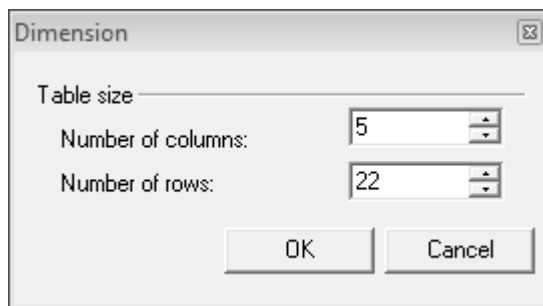 Dimension
Table size
Number of columns: 5
Number of rows: 22
OK Cancel